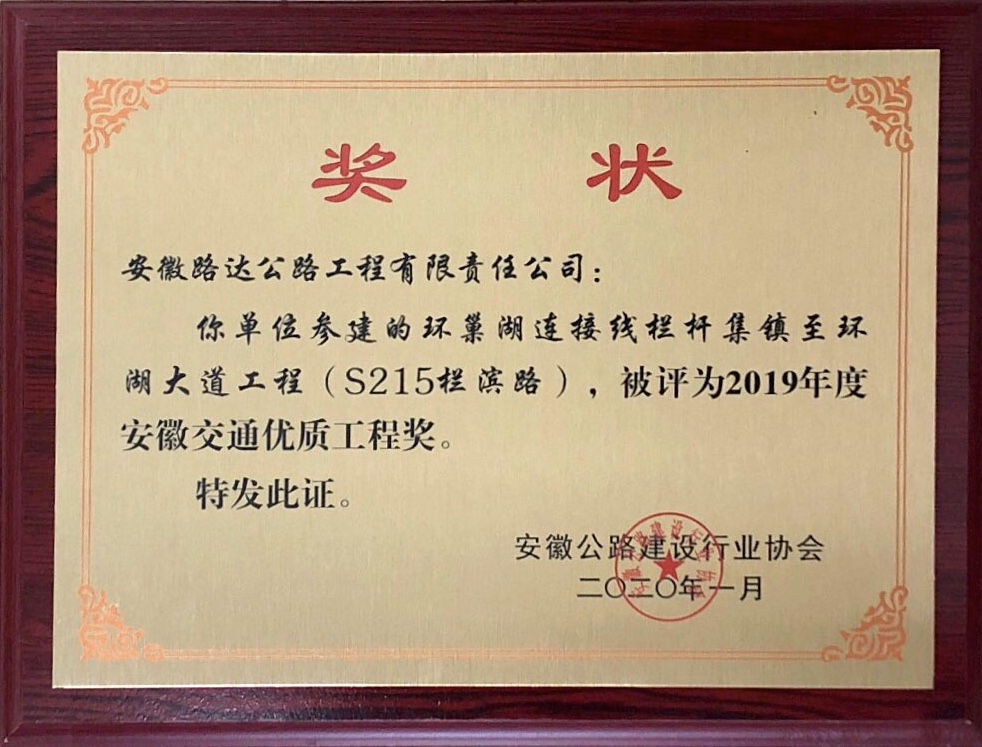 奖状
安徽路达公路工程有限责任公司：
你单位参建的环巢湖连接线栏杆集镇至环
湖大道工程（S215栏滨路），被评为2019年度
安徽交通优质工程奖。
特发此证。
安徽公路建设行业协会
二〇二〇年一月